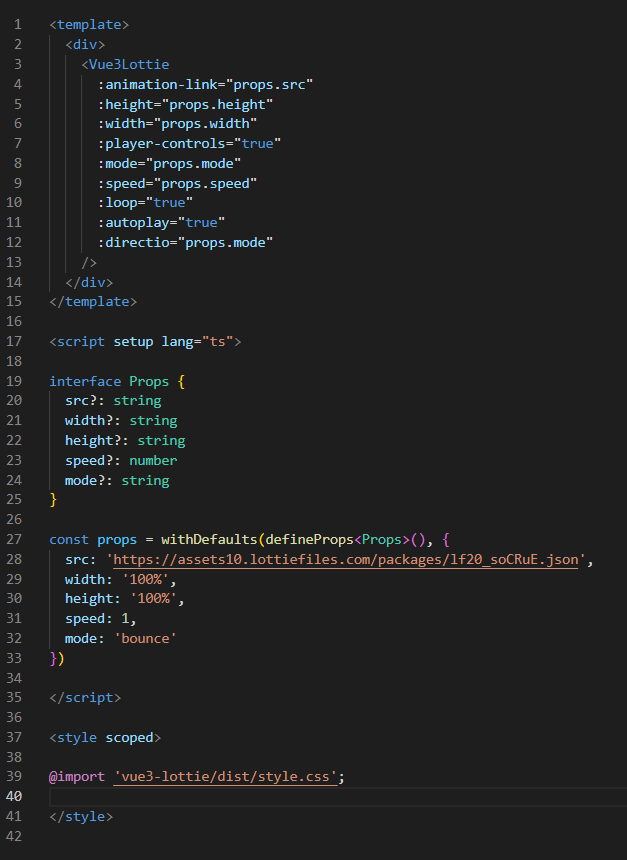 1 <template>
2   <div>
3     <Vue3Lottie
4       :animation-link="props.src"
5       :height="props.height"
6       :width="props.width"
7       :player-controls="true"
8       :mode="props.mode"
9       :speed="props.speed"
10       :loop="true"
11       :autoplay="true"
12       :directio="props.mode"
13     />
14   </div>
15 </template>
16
17 <script setup lang="ts">
18
19 interface Props {
20   src?: string
21   width?: string
22   height?: string
23   speed?: number
24   mode?: string
25 }
26
27 const props = withDefaults(defineProps<Props>(), {
28   src: 'https://assets10.lottiefiles.com/packages/lf20_soCRuE.json',
29   width: '100%',
30   height: '100%',
31   speed: 1,
32   mode: 'bounce'
33 })
34
35 </script>
36
37 <style scoped>
38
39 @import 'vue3-lottie/dist/style.css';
40
41 </style>
42